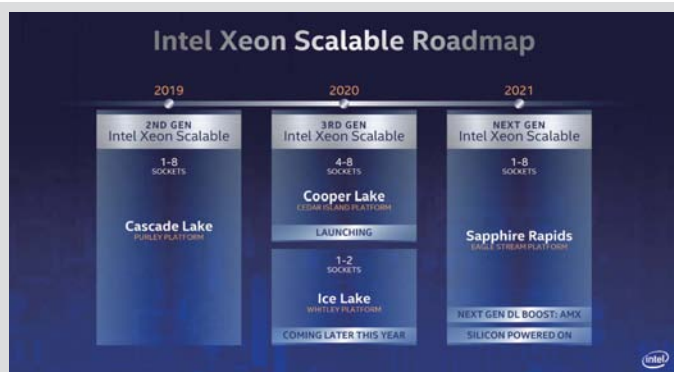 Intel Xeon Scalable Roadmap
2019
2ND GEN
Intel Xeon Scalable
1-8
SOCKETS
Cascade Lake
PURLEY PLATFORM
2020
3RD GEN
Intel Xeon Scalable
4-8
SOCKETS
Cooper Lake
CEDAR ISLAND PLATFORM
LAUNCHING
1-2
SOCKETS
Ice Lake
WHITLEY PLATFORM
COMING LATER THIS YEAR
2021
NEXT GEN
Intel Xeon Scalable
1-8
SOCKETS
Sapphire Rapids
EAGLE STREAM PLATFORM
NEXT GEN DL BOOST: AMX
SILICON POWERED ON
intel